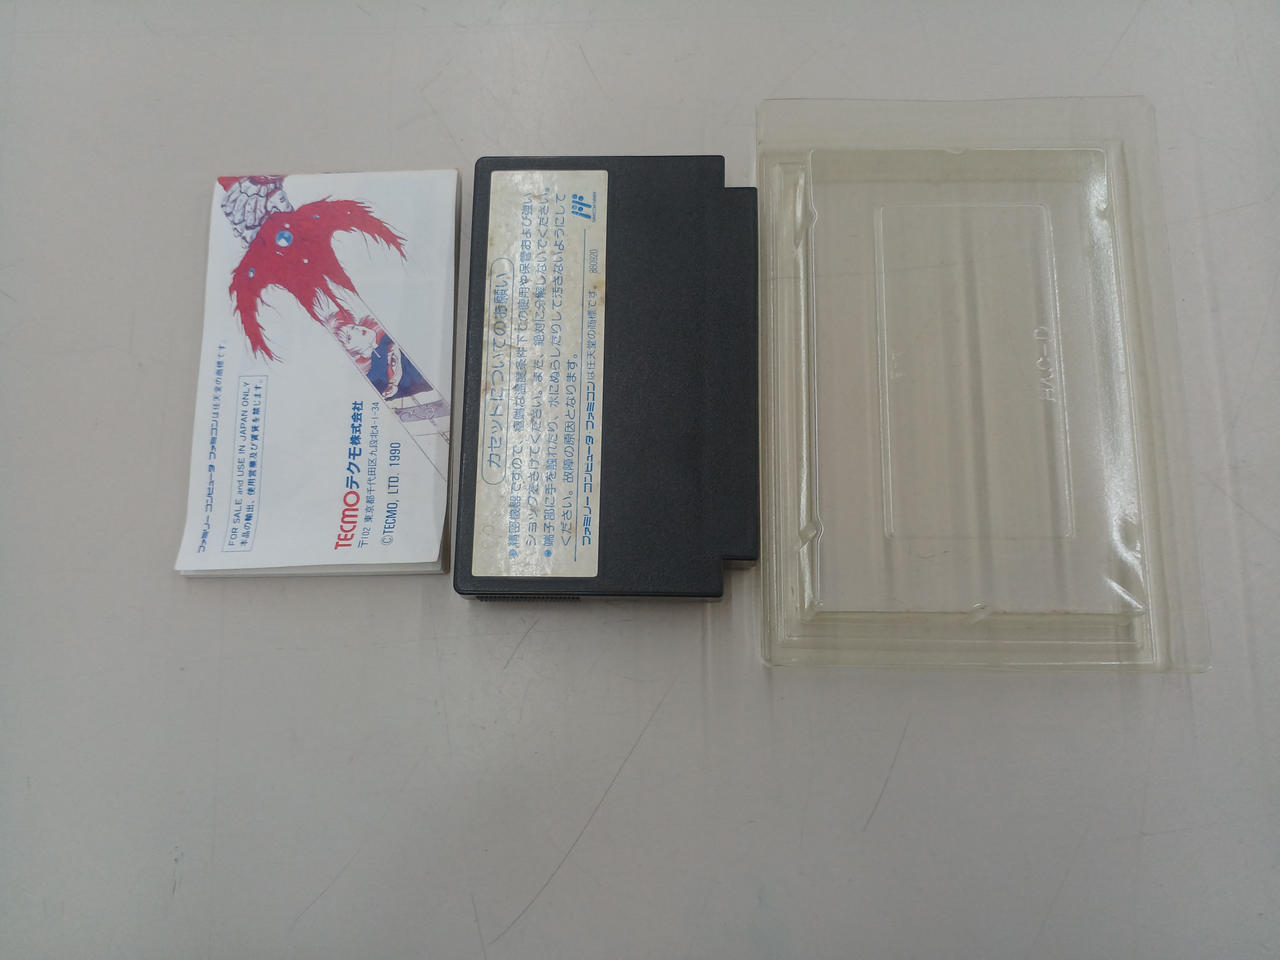 ファミリー コンピュータ ファミコンは任天堂の商標です。
FOR SALE and USE IN JAPAN ONLY
本品の輸出、使用営業及び賃貸を禁じます。
TECMOテクモ株式会社
〒102 東京都千代田区九段北4-1-34
©TECMO, LTD. 1990
カセットについてのお願い
●精密機器ですので、極端な温度条件下での使用や保管および強い
ショックをさけてください。また、絶対に分解しないでください。
●端子部に手を触れたり、水にぬらしたりして汚さないようにして
ください。故障の原因となります。
ファミリーコンピュータ・ファミコンは任天堂の商標です。